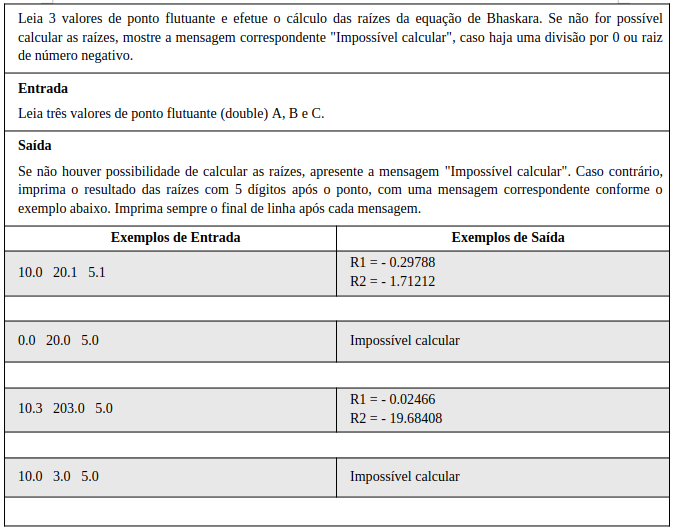 Leia 3 valores de ponto flutuante e efetue o cálculo das raízes da equação de Bhaskara. Se não for possível
calcular as raízes, mostre a mensagem correspondente "Impossível calcular", caso haja uma divisão por 0 ou raiz
de número negativo.
Entrada
Leia três valores de ponto flutuante (double) A, B e C.
Saída
Se não houver possibilidade de calcular as raízes, apresente a mensagem "Impossível calcular". Caso contrário,
imprima o resultado das raízes com 5 dígitos após o ponto, com uma mensagem correspondente conforme o
exemplo abaixo. Imprima sempre o final de linha após cada mensagem.
Exemplos de Entrada Exemplos de Saída
10.0 20.1 5.1
R1 = - 0.29788
R2 = - 1.71212
0.0 20.0 5.0 Impossível calcular
10.3 203.0 5.0
R1 = - 0.02466
R2 = - 19.68408
10.0 3.0 5.0 Impossível calcular